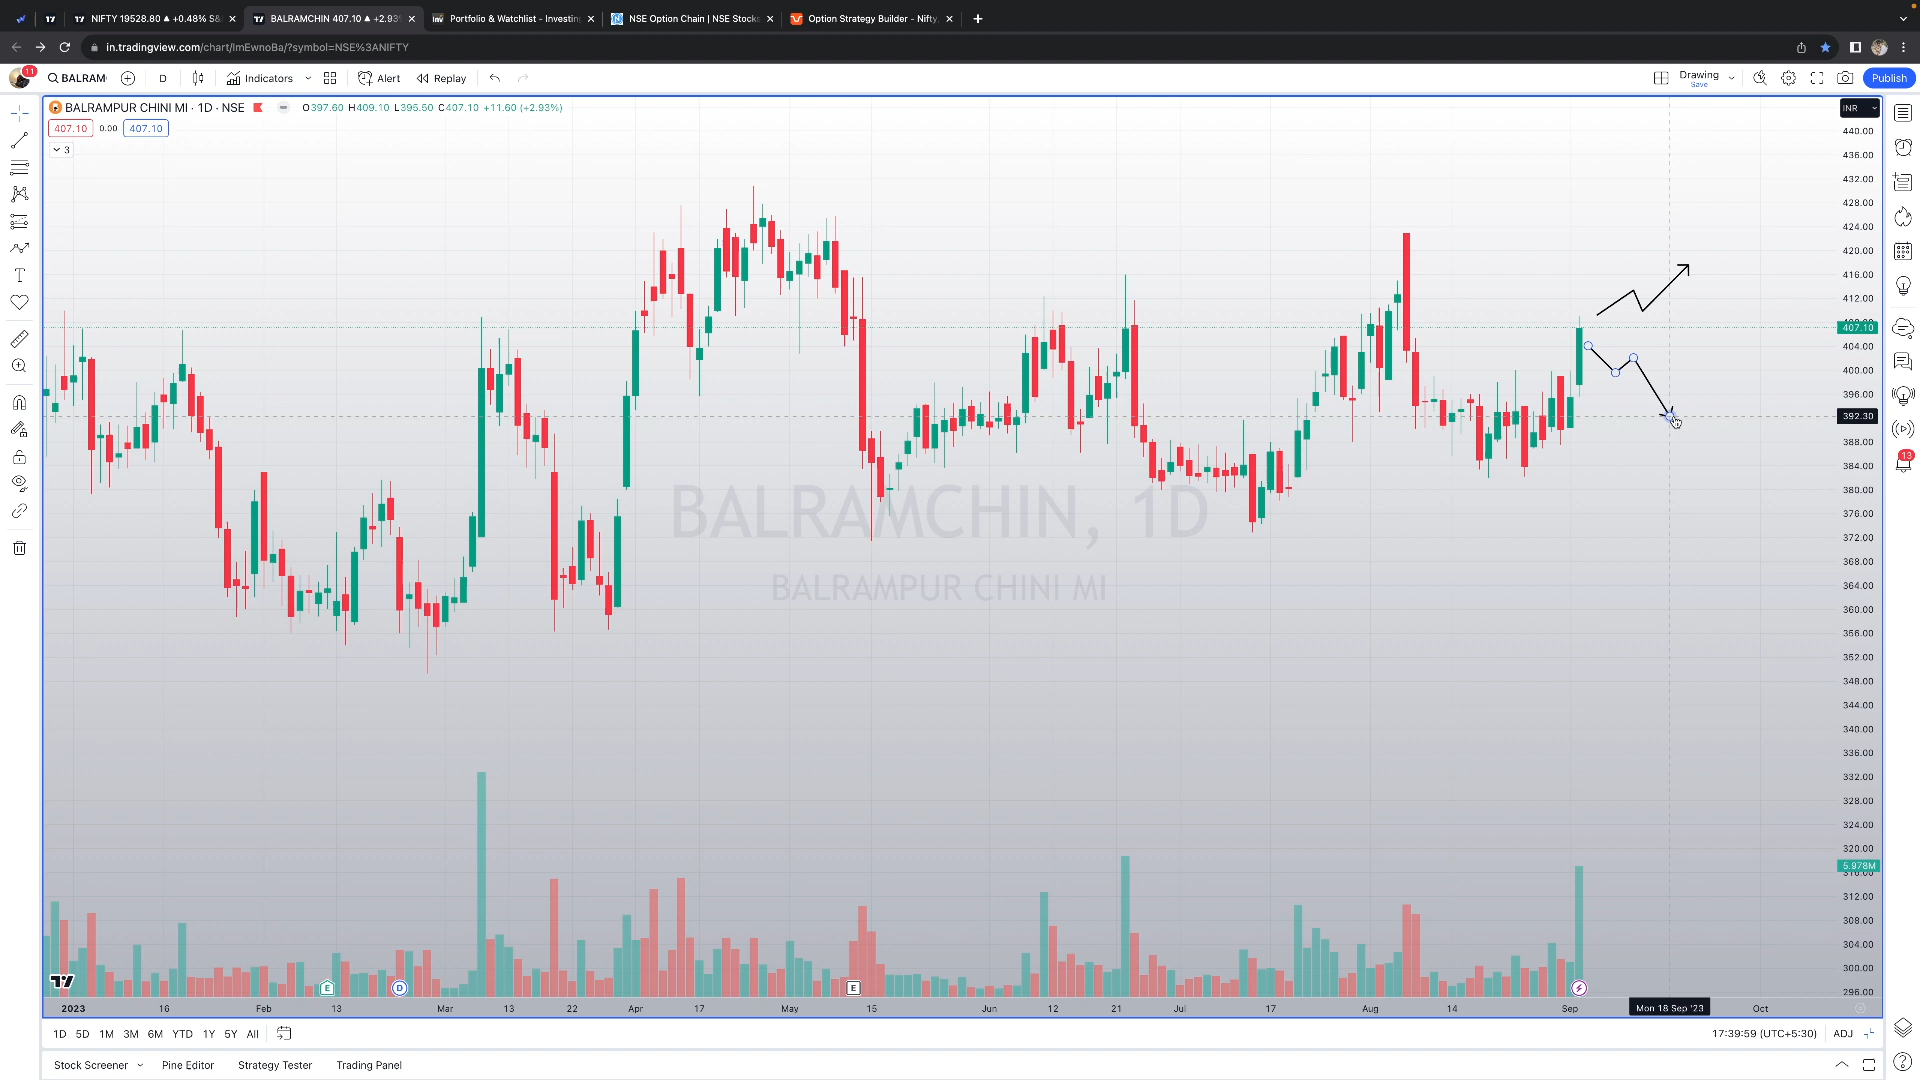 NIFTY 19528.80 ▲ +0.48% S&
BALRAMCHIN 407.10 ▲ +2.93%
Portfolio & Watchlist - Investin
NSE Option Chain | NSE Stocks
Option Strategy Builder - Nifty,
in.tradingview.com/chart/ImEwnoBa/?symbol=NSE%3ANIFTY
11
BALRAM
D
Indicators
Alert
Replay
Drawing
Save
Publish
BALRAMPUR CHINI MI · 1D · NSE
O397.60 H409.10 L395.50 C407.10 +11.60 (+2.93%)
INR
407.10
0.00
407.10
3
440.00
436.00
432.00
428.00
424.00
420.00
416.00
412.00
407.10
404.00
400.00
396.00
392.30
388.00
384.00
380.00
376.00
372.00
368.00
364.00
360.00
356.00
352.00
348.00
344.00
340.00
336.00
332.00
328.00
324.00
320.00
5.978M
312.00
308.00
304.00
300.00
296.00
13
BALRAMCHIN, 1D
BALRAMPUR CHINI MI
E
D
E
2023
16
Feb
13
Mar
13
22
Apr
17
May
15
Jun
12
21
Jul
17
Aug
14
Sep
Mon 18 Sep '23
Oct
1D 5D 1M 3M 6M YTD 1Y 5Y All
17:39:59 (UTC+5:30)
ADJ
Stock Screener
Pine Editor
Strategy Tester
Trading Panel